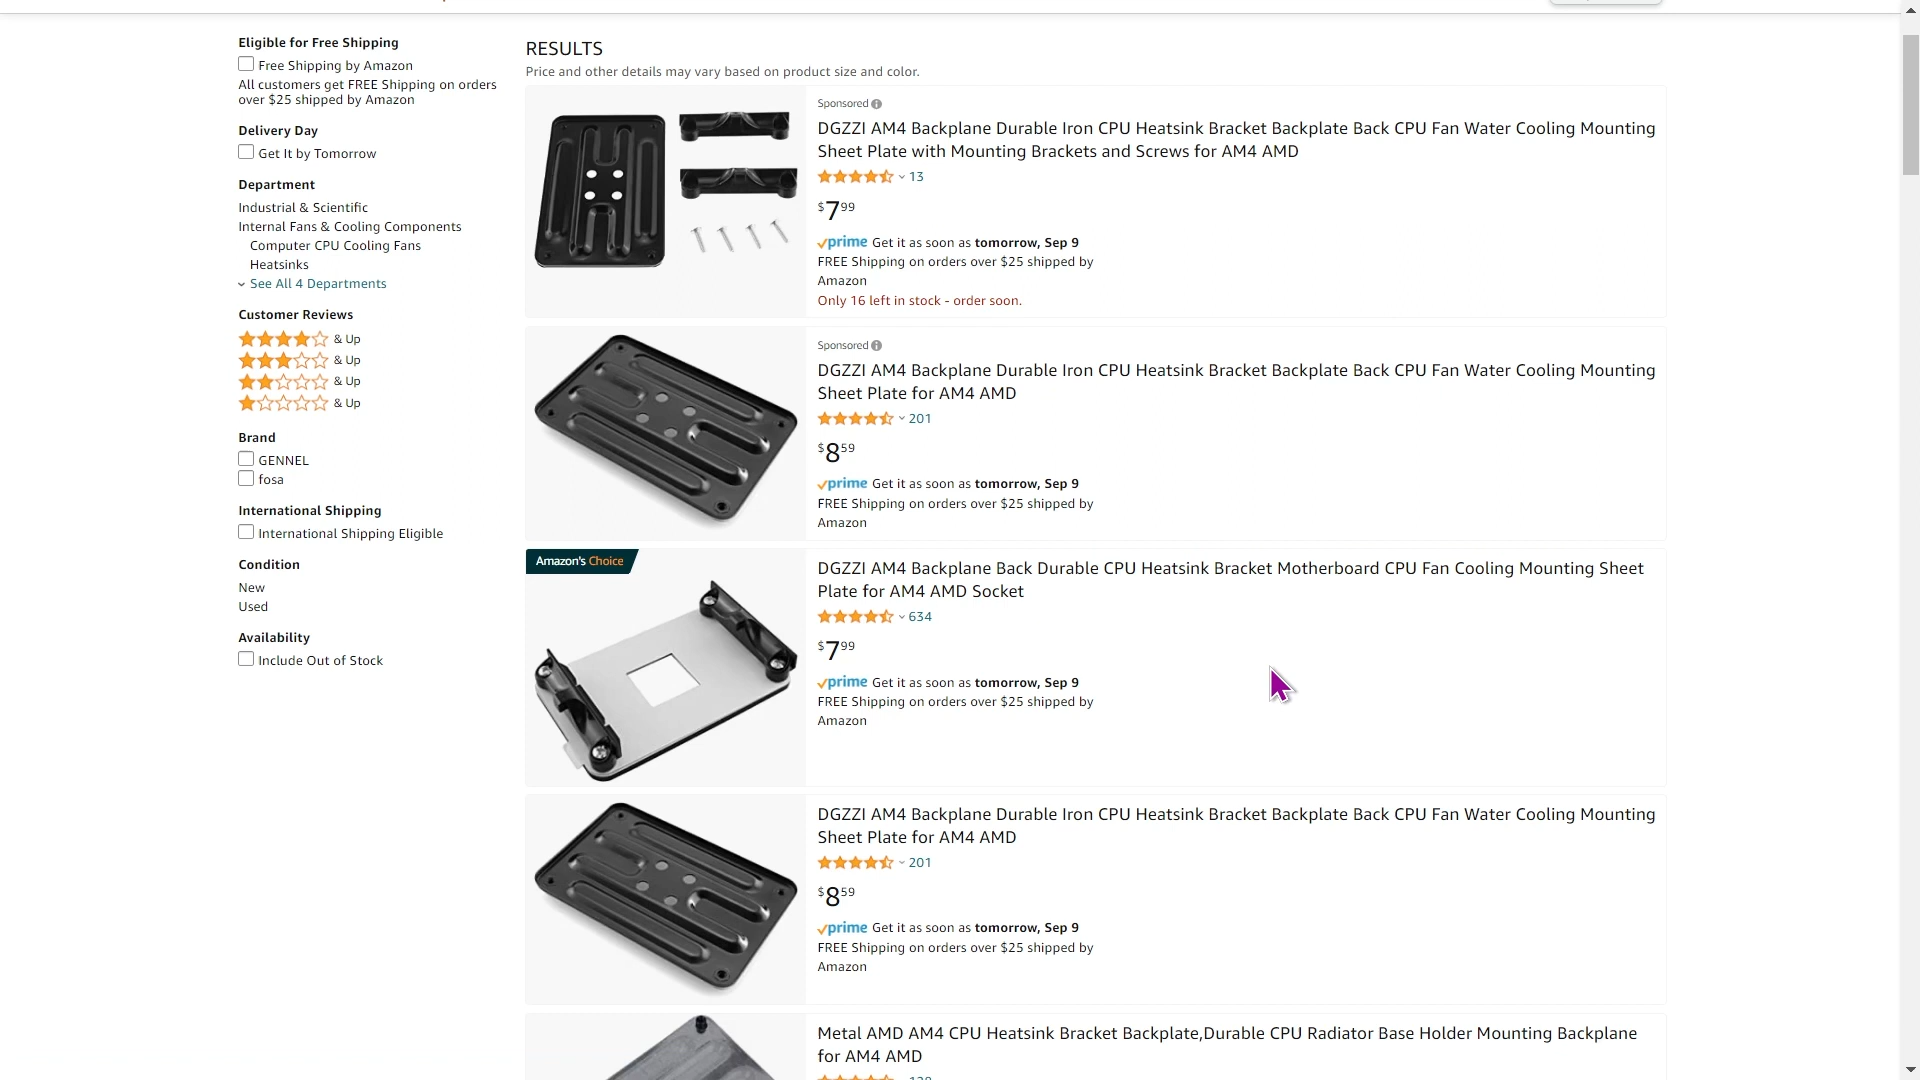 Eligible for Free Shipping
Free Shipping by Amazon
All customers get FREE Shipping on orders
over $25 shipped by Amazon
Delivery Day
Get It by Tomorrow
Department
Industrial & Scientific
Internal Fans & Cooling Components
Computer CPU Cooling Fans
Heatsinks
See All 4 Departments
Customer Reviews
& Up
& Up
& Up
& Up
Brand
GENNEL
fosa
International Shipping
International Shipping Eligible
Condition
New
Used
Availability
Include Out of Stock
RESULTS
Price and other details may vary based on product size and color.
Sponsored
DGZZI AM4 Backplane Durable Iron CPU Heatsink Bracket Backplate Back CPU Fan Water Cooling Mounting
Sheet Plate with Mounting Brackets and Screws for AM4 AMD
13
$7 99
prime Get it as soon as tomorrow, Sep 9
FREE Shipping on orders over $25 shipped by
Amazon
Only 16 left in stock - order soon.
Sponsored
DGZZI AM4 Backplane Durable Iron CPU Heatsink Bracket Backplate Back CPU Fan Water Cooling Mounting
Sheet Plate for AM4 AMD
201
$8 59
prime Get it as soon as tomorrow, Sep 9
FREE Shipping on orders over $25 shipped by
Amazon
Amazon's Choice
DGZZI AM4 Backplane Back Durable CPU Heatsink Bracket Motherboard CPU Fan Cooling Mounting Sheet
Plate for AM4 AMD Socket
634
$7 99
prime Get it as soon as tomorrow, Sep 9
FREE Shipping on orders over $25 shipped by
Amazon
DGZZI AM4 Backplane Durable Iron CPU Heatsink Bracket Backplate Back CPU Fan Water Cooling Mounting
Sheet Plate for AM4 AMD
201
$8 59
prime Get it as soon as tomorrow, Sep 9
FREE Shipping on orders over $25 shipped by
Amazon
Metal AMD AM4 CPU Heatsink Bracket Backplate,Durable CPU Radiator Base Holder Mounting Backplane
for AM4 AMD